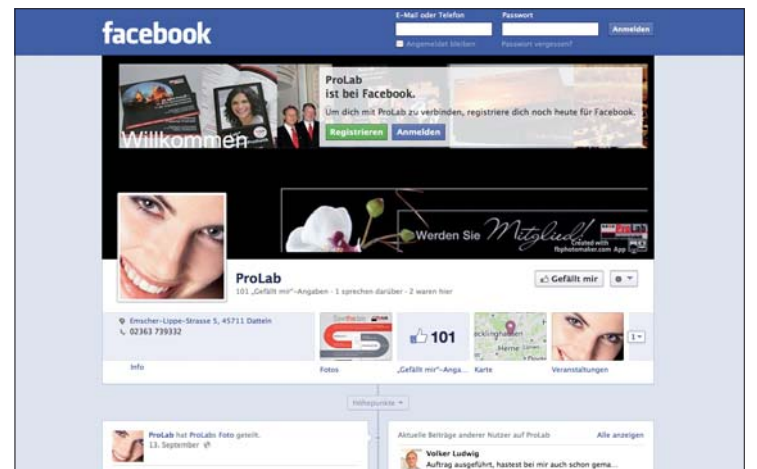 facebook
E-Mail oder Telefon
Passwort
Anmelden
Angemeldet bleiben
Passwort vergessen?
ProLab
ist bei Facebook.
Um dich mit ProLab zu verbinden, registriere dich noch heute für Facebook.
Registrieren Anmelden
Willkommen
Werden Sie Mitglied!
ProLab
Created with
fbphotomaker.com App
ProLab
101 „Gefällt mir“-Angaben · 1 sprechen darüber · 2 waren hier
Gefällt mir
Emscher-Lippe-Strasse 5, 45711 Datteln
02363 739332
Info
101
ecklinghausen
Herne
1
Fotos
„Gefällt mir“-Anga...
Karte
Veranstaltungen
Höhepunkte
ProLab hat ProLabs Foto geteilt.
13. September
Aktuelle Beiträge anderer Nutzer auf ProLab
Alle anzeigen
Volker Ludwig
Auftrag ausgeführt, hastest bei mir auch schon gema...